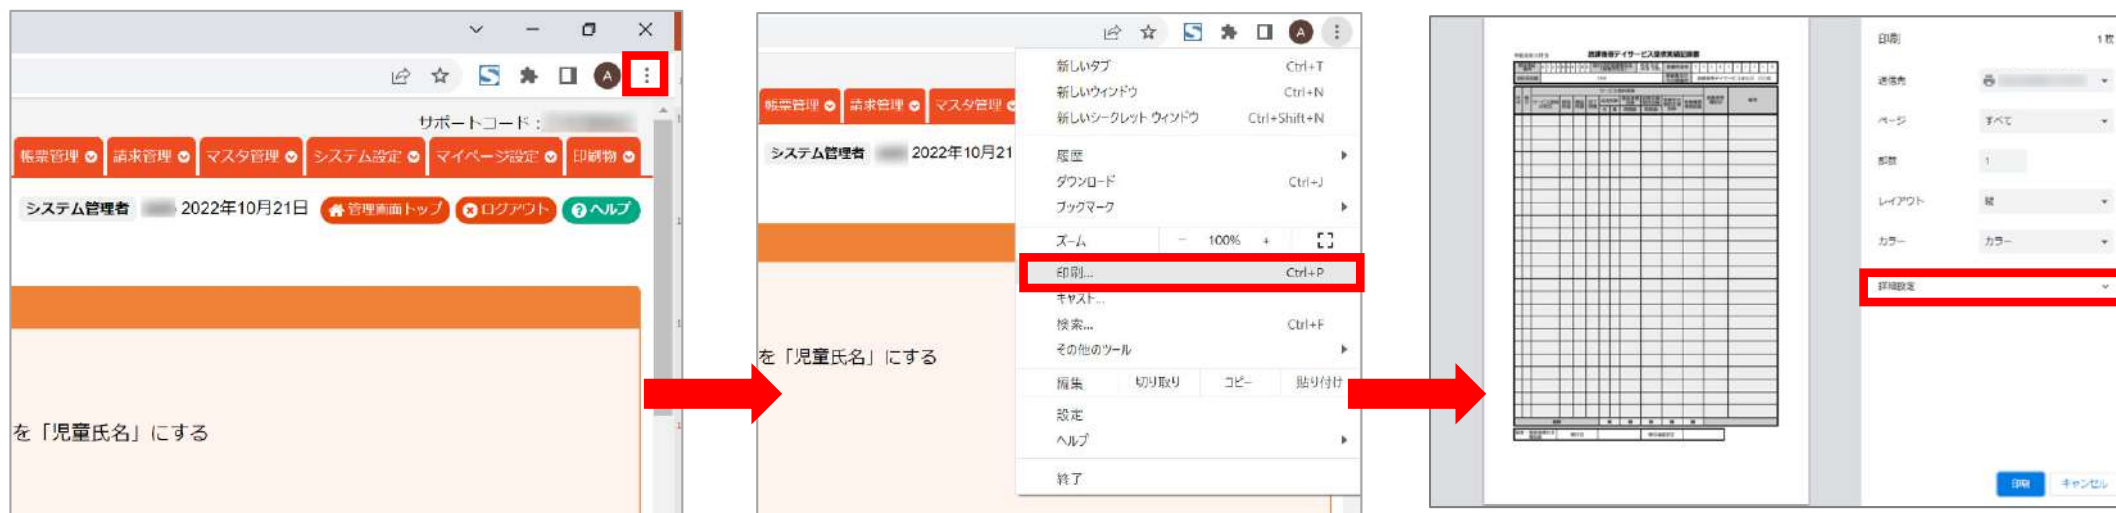 A
サポートコード :
帳票管理 請求管理 マスタ管理 システム設定 マイページ設定 印刷物
システム管理者 2022年10月21日 管理画面トップ ログアウト ヘルプ
を「児童氏名」にする
A
帳票管理 請求管理 マスタ管理
システム管理者 2022年10月21
を「児童氏名」にする
新しいタブ Ctrl+T
新しいウィンドウ Ctrl+N
新しいシークレット ウィンドウ Ctrl+Shift+N
履歴
ダウンロード Ctrl+J
ブックマーク
ズーム − 100% +
印刷... Ctrl+P
キャスト...
検索... Ctrl+F
その他のツール
編集 切り取り コピー 貼り付け
設定
ヘルプ
終了
印刷 1 枚
送信先
ページ すべて
部数 1
レイアウト 縦
カラー カラー
詳細設定
印刷 キャンセル